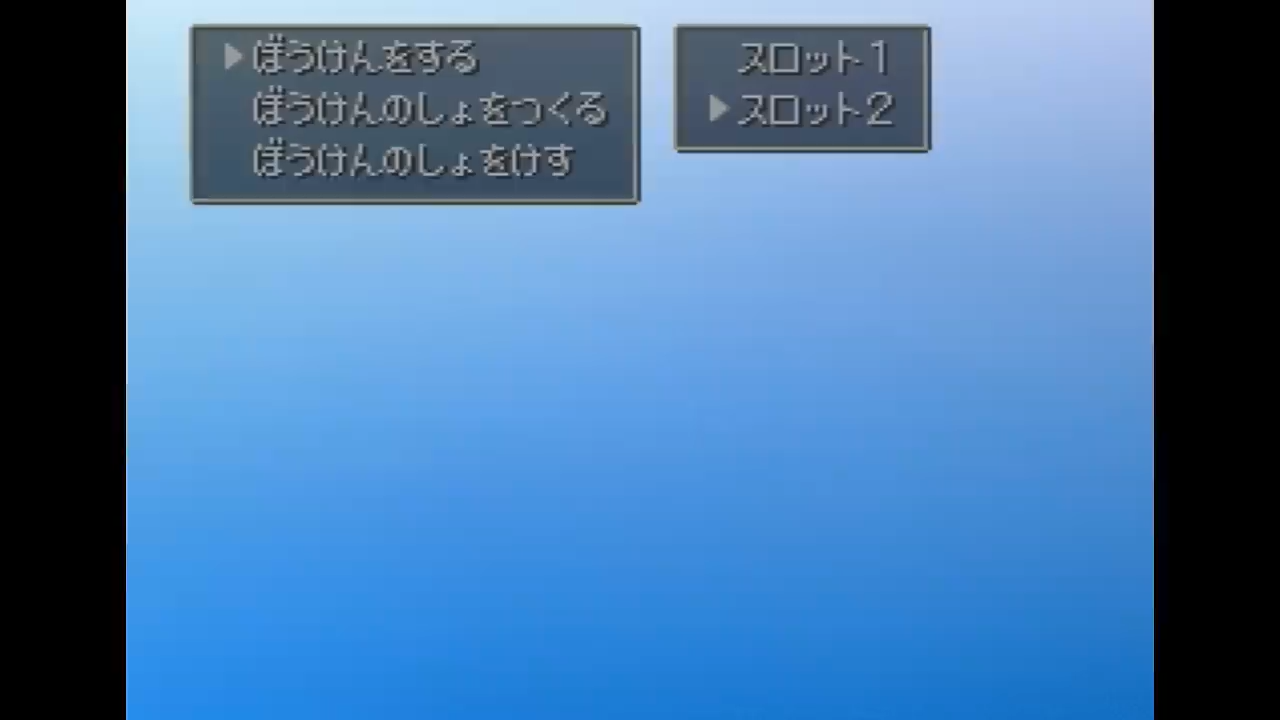 ▶ぼうけんをする
ぼうけんのしょをつくる
ぼうけんのしょをけす
スロット1
▶スロット2